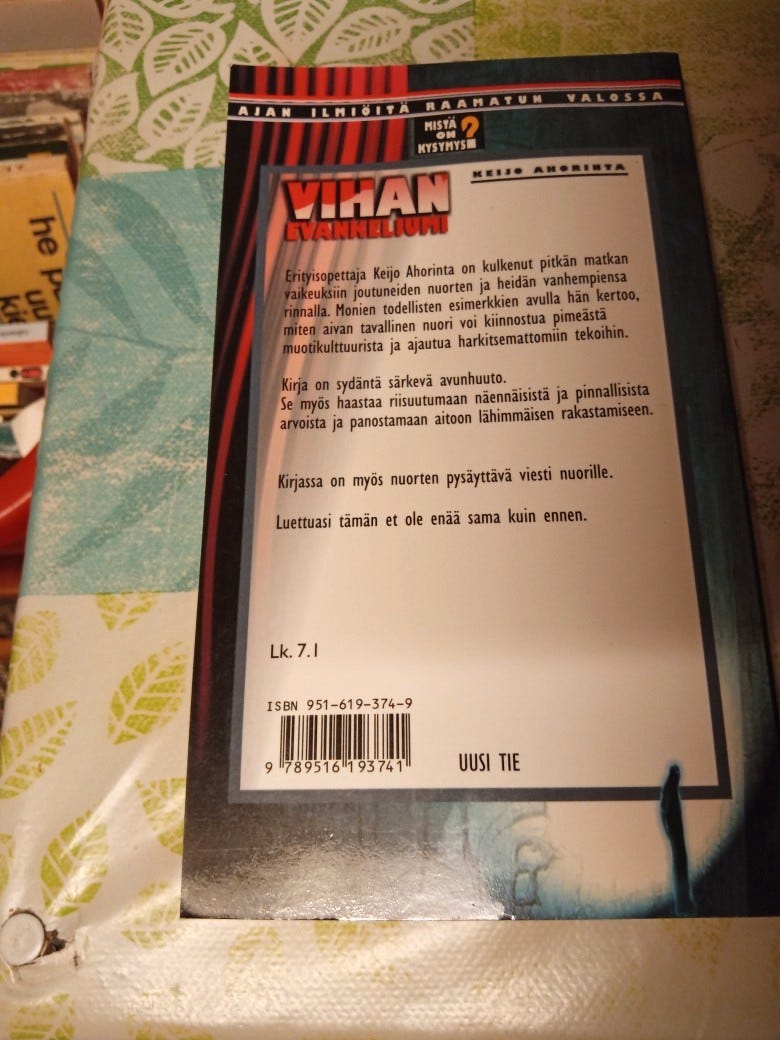 AJAN ILMIÖITÄ RAAMATUN VALOSSA
MISTÄ
ON
KYSYMYS?
KEIJO AHORINTA
VIHAN
EVANKELIUMI
Erityisopettaja Keijo Ahorinta on kulkenut pitkän matkan
vaikeuksiin joutuneiden nuorten ja heidän vanhempiensa
rinnalla. Monien todellisten esimerkkien avulla hän kertoo,
miten aivan tavallinen nuori voi kiinnostua pimeästä
muotikulttuurista ja ajautua harkitsemattomiin tekoihin.
Kirja on sydäntä särkevä avunhuuto.
Se myös haastaa riisuutumaan näennäisistä ja pinnallisista
arvoista ja panostamaan aitoon lähimmäisen rakastamiseen.
Kirjassa on myös nuorten pysäyttävä viesti nuorille.
Luettuasi tämän et ole enää sama kuin ennen.
Lk. 7.1
ISBN 951-619-374-9
9 789516 193741
UUSI TIE
he